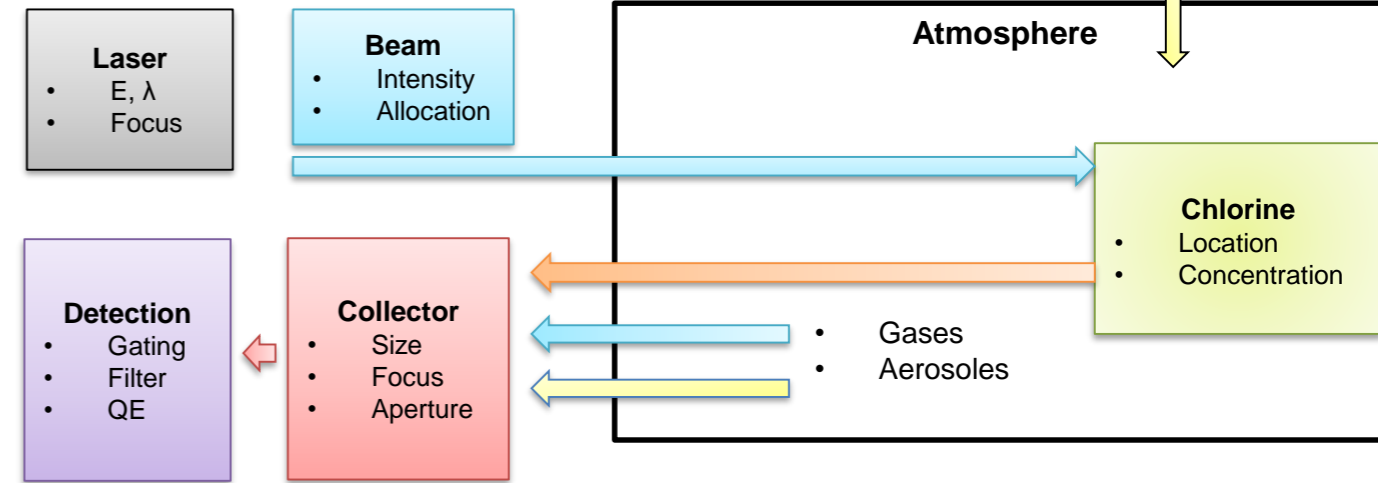 Laser
• E, λ
• Focus
Beam
• Intensity
• Allocation
Atmosphere
Chlorine
• Location
• Concentration
Detection
• Gating
• Filter
• QE
Collector
• Size
• Focus
• Aperture
• Gases
• Aerosoles